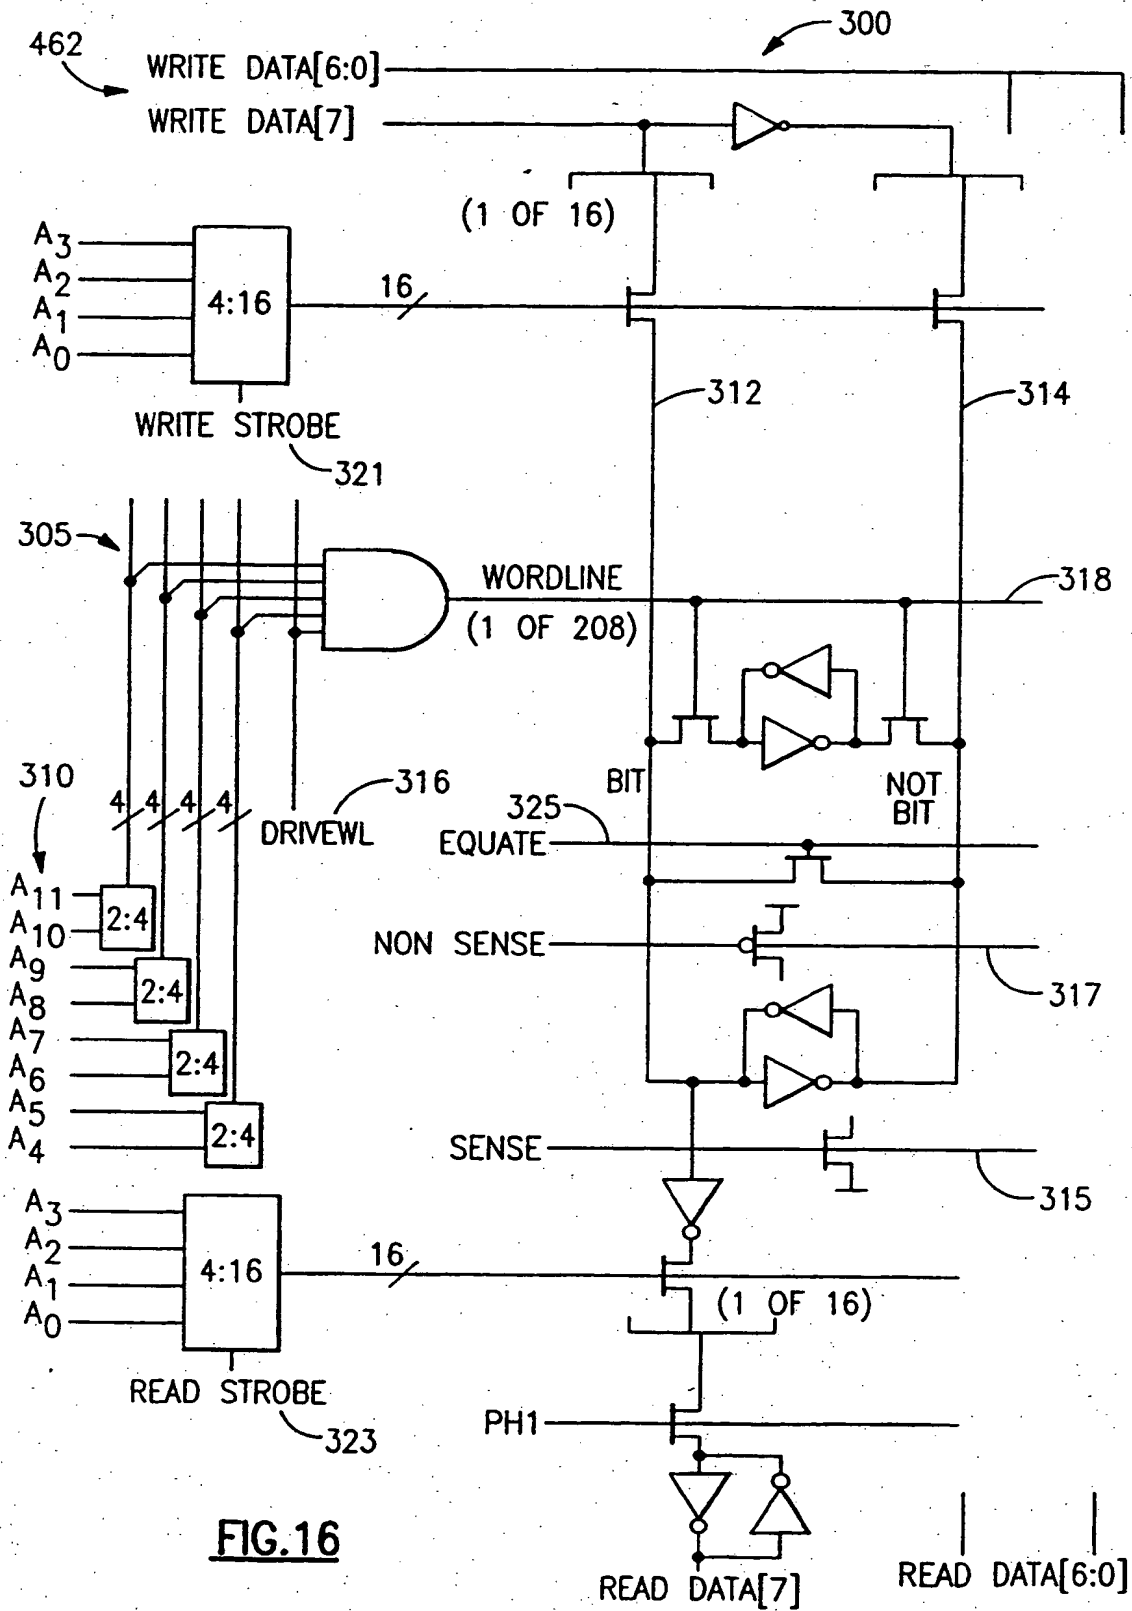 300
462
WRITE DATA[6:0]
WRITE DATA[7]
(1 OF 16)
A3
A2
A1
A0
4:16
16
WRITE STROBE
321
312
314
305
WORDLINE
(1 OF 208)
318
310
4 4 4 4
316
DRIVEWL
BIT
NOT
BIT
325
EQUATE
A11
A10
2:4
NON SENSE
A9
A8
2:4
317
A7
A6
2:4
A5
A4
2:4
SENSE
315
A3
A2
A1
A0
4:16
16
(1 OF 16)
READ STROBE
323
PH1
FIG.16
READ DATA[7]
READ DATA[6:0]